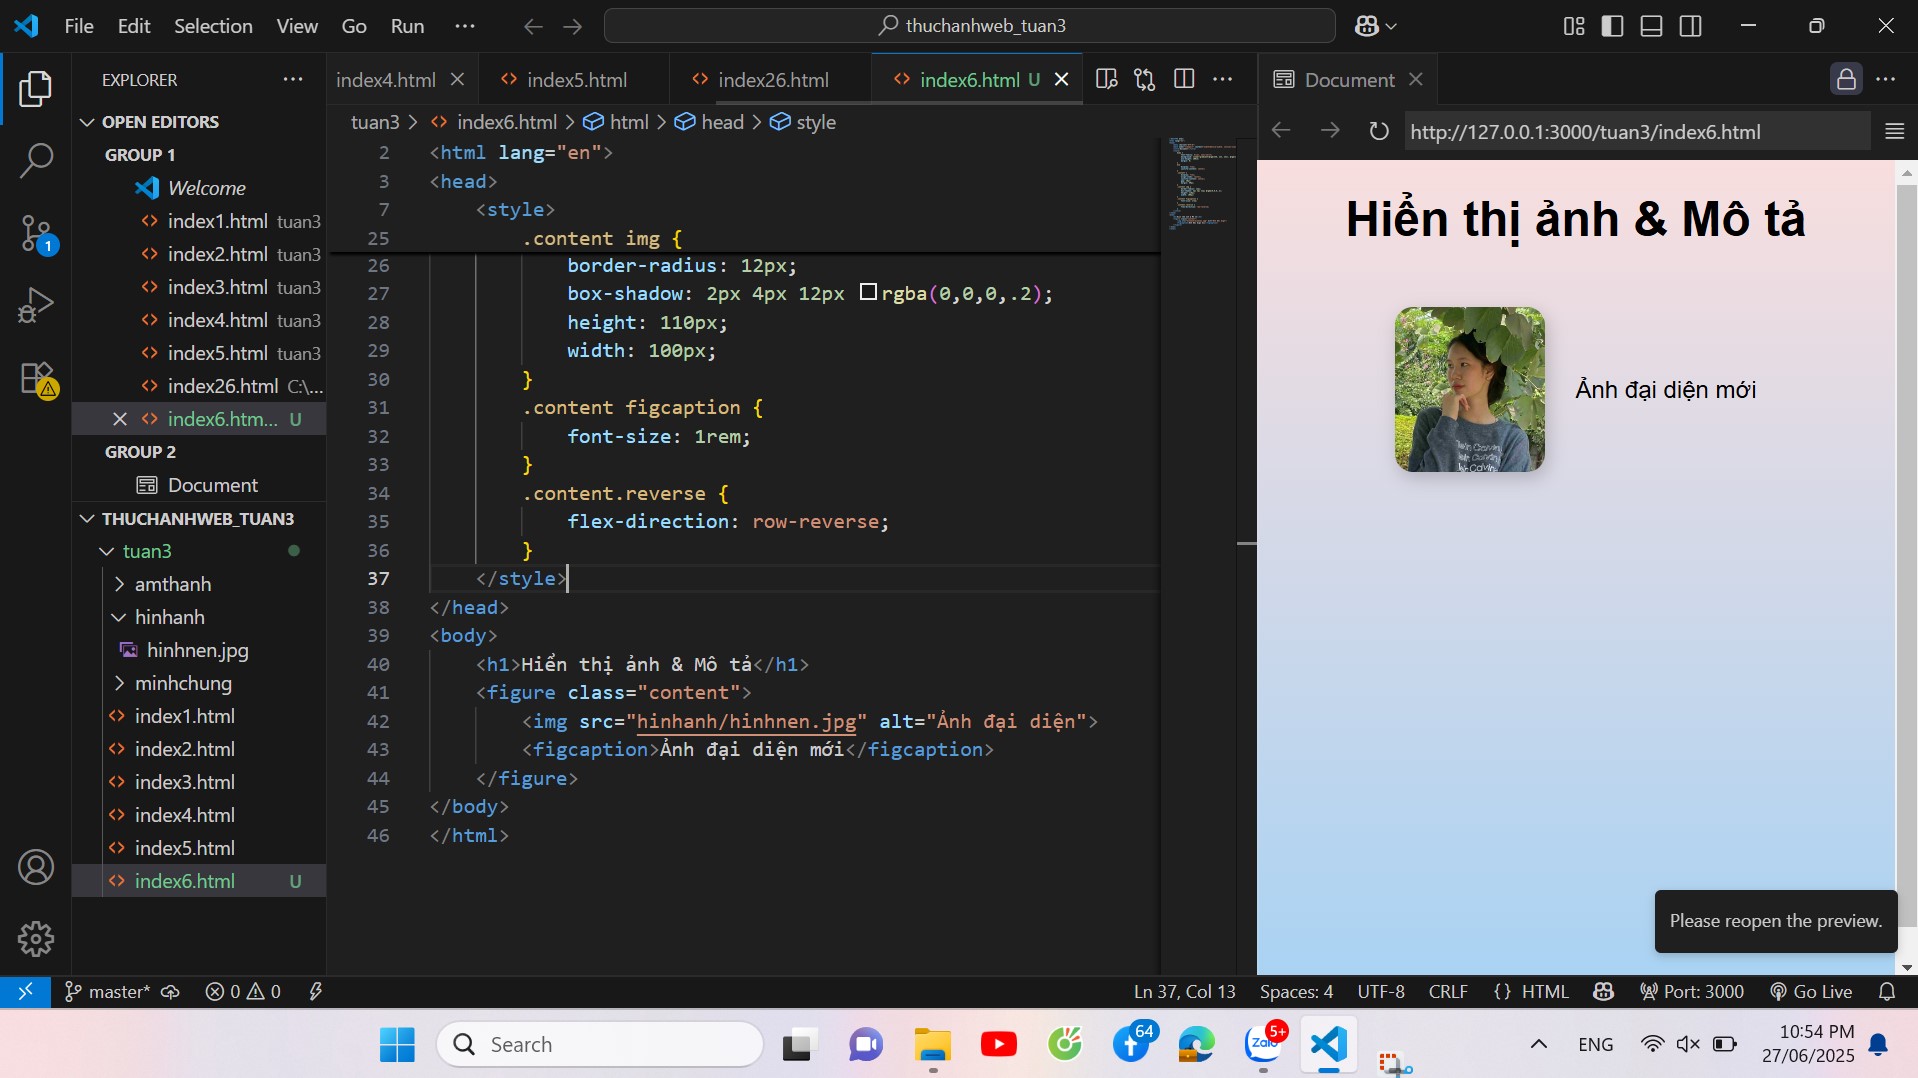 File Edit Selection View Go Run ··· thuchanhweb_tuan3
EXPLORER
OPEN EDITORS
GROUP 1
Welcome
index1.html tuan3
index2.html tuan3
index3.html tuan3
index4.html tuan3
index5.html tuan3
index26.html C:\...
index6.htm... U
GROUP 2
Document
THUCHANHWEB_TUAN3
tuan3
amthanh
hinhanh
hinhnen.jpg
minhchung
index1.html
index2.html
index3.html
index4.html
index5.html
index6.html U
index4.html index5.html index26.html index6.html U
tuan3 > index6.html > html > head > style
2 <html lang="en">
3 <head>
7 <style>
25 .content img {
26 border-radius: 12px;
27 box-shadow: 2px 4px 12px rgba(0,0,0,.2);
28 height: 110px;
29 width: 100px;
30 }
31 .content figcaption {
32 font-size: 1rem;
33 }
34 .content.reverse {
35 flex-direction: row-reverse;
36 }
37 </style>
38 </head>
39 <body>
40 <h1>Hiển thị ảnh & Mô tả</h1>
41 <figure class="content">
42 <img src="hinhanh/hinhnen.jpg" alt="Ảnh đại diện">
43 <figcaption>Ảnh đại diện mới</figcaption>
44 </figure>
45 </body>
46 </html>
Document
http://127.0.0.1:3000/tuan3/index6.html
Hiển thị ảnh & Mô tả
Ảnh đại diện mới
Please reopen the preview.
1
master* 0 0 Ln 37, Col 13 Spaces: 4 UTF-8 CRLF {} HTML Port: 3000 Go Live
Search 64 Zalo 5+ ENG
10:54 PM
27/06/2025